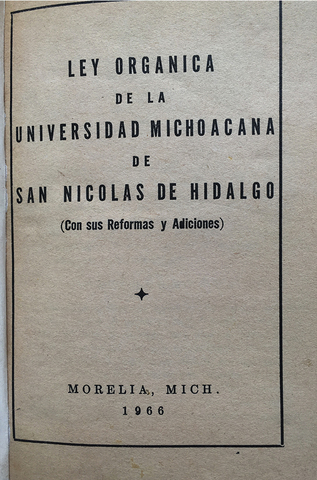 LEY ORGANICA
DE LA
UNIVERSIDAD MICHOACANA
DE
SAN NICOLAS DE HIDALGO
(Con sus Reformas y Adiciones)
MORELIA, MICH.
1966